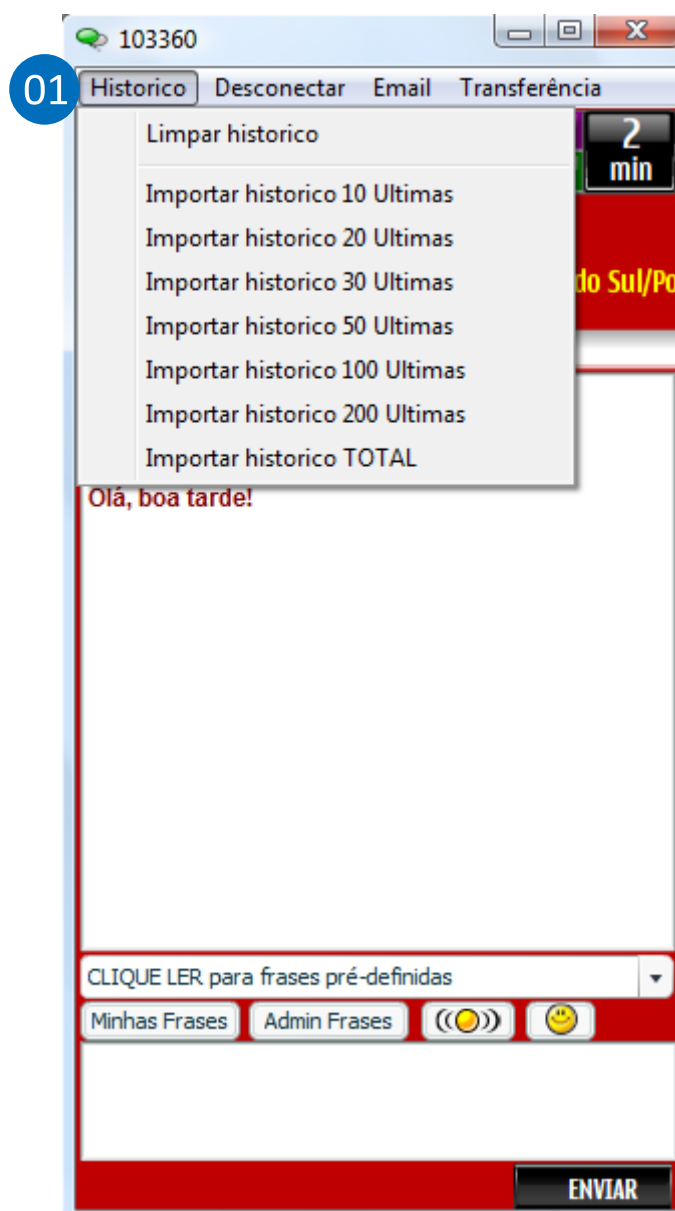 103360
01
Historico Desconectar Email Transferência
Limpar historico
2
min
Importar historico 10 Ultimas
Importar historico 20 Ultimas
Importar historico 30 Ultimas
do Sul/Po
Importar historico 50 Ultimas
Importar historico 100 Ultimas
Importar historico 200 Ultimas
Importar historico TOTAL
Olá, boa tarde!
CLIQUE LER para frases pré-definidas
Minhas Frases Admin Frases
ENVIAR